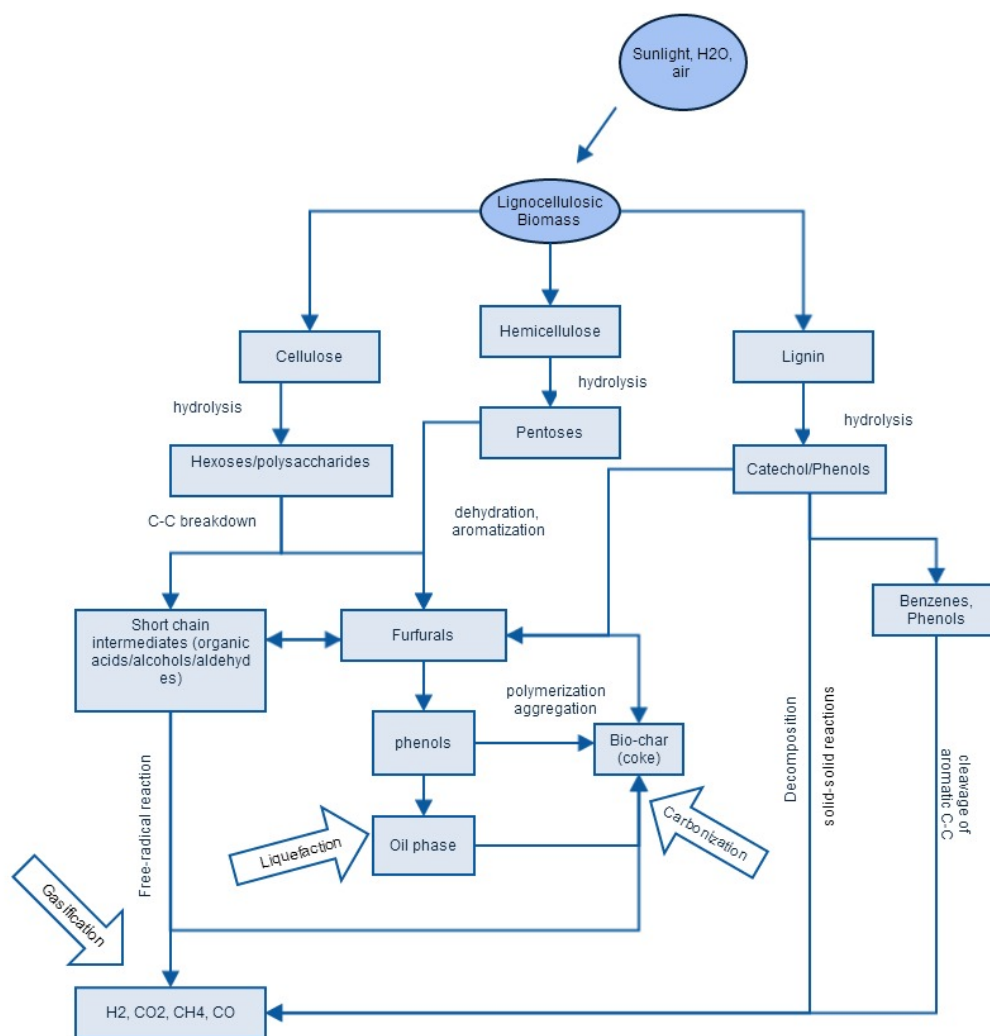 Sunlight, H2O,
air
Lignocellulosic
Biomass
Cellulose
Hemicellulose
Lignin
hydrolysis
hydrolysis
hydrolysis
Hexoses/polysaccharides
Pentoses
Catechol/Phenols
C-C breakdown
dehydration,
aromatization
Short chain
intermediates (organic
acids/alcohols/aldehyd
es)
Furfurals
Benzenes,
Phenols
polymerization
aggregation
phenols
Bio-char
(coke)
Decomposition
solid-solid reactions
cleavage of
aromatic C-C
Free-radical reaction
Liquefaction
Oil phase
Carbonization
Gasification
H2, CO2, CH4, CO